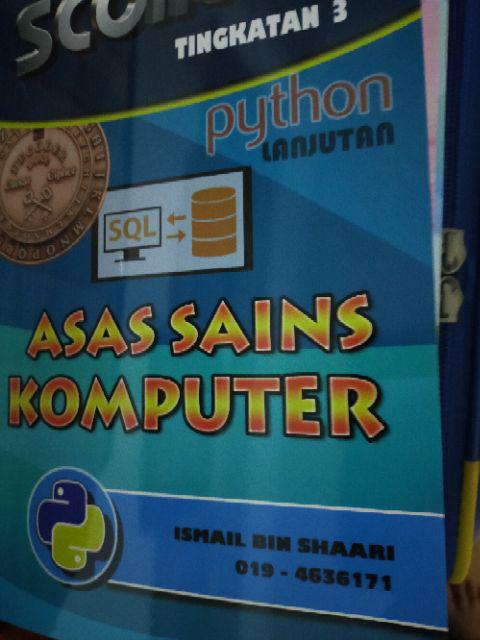 TINGKATAN 3
python
LANJUTAN
SQL
ASAS SAINS
KOMPUTER
ISMAIL BIN SHAARI
019 - 4636171